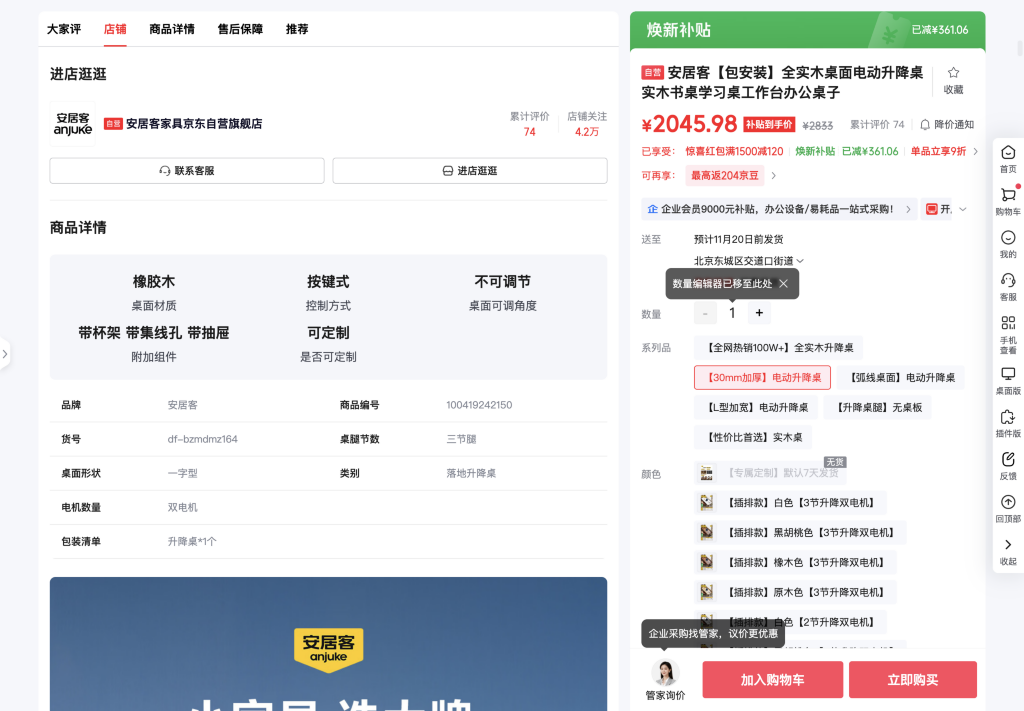 大家评 店铺 商品详情 售后保障 推荐
进店逛逛
安居客
anjuke
自营 安居客家具京东自营旗舰店
累计评价
74
店铺关注
4.2万
联系客服
进店逛逛
商品详情
橡胶木 按键式 不可调节
桌面材质 控制方式 桌面可调角度
带杯架 带集线孔 带抽屉 可定制
附加组件 是否可定制
品牌 安居客 商品编号 100419242150
货号 df-bzmdmz164 桌腿节数 三节腿
桌面形状 一字型 类别 落地升降桌
电机数量 双电机
包装清单 升降桌*1个
安居客
anjuke
焕新补贴 已减¥361.06
自营 安居客【包安装】全实木桌面电动升降桌
实木书桌学习桌工作台办公桌子
收藏
¥2045.98 补贴到手价 ¥2833 累计评价 74 降价通知
已享受: 惊喜红包满1500减120 焕新补贴 已减¥361.06 单品立享9折
可再享: 最高返204京豆
企业会员9000元补贴，办公设备/易耗品一站式采购! 开.
送至 预计11月20日前发货
北京东城区交道口街道
数量编辑器已移至此处
数量 - 1 +
系列品 【全网热销100W+】全实木升降桌
【30mm加厚】电动升降桌 【弧线桌面】电动升降桌
【L型加宽】电动升降桌 【升降桌腿】无桌板
【性价比首选】实木桌
无货
颜色 【专属定制】默认7天发货
【插排款】白色【3节升降双电机】
【插排款】黑胡桃色【3节升降双电机】
【插排款】橡木色【3节升降双电机】
【插排款】原木色【3节升降双电机】
【插排款】白色【2节升降双电机】
企业采购找管家，议价更优惠
管家询价
加入购物车
立即购买
首页
购物车
我的
客服
手机
查看
桌面版
插件版
反馈
回顶部
收起